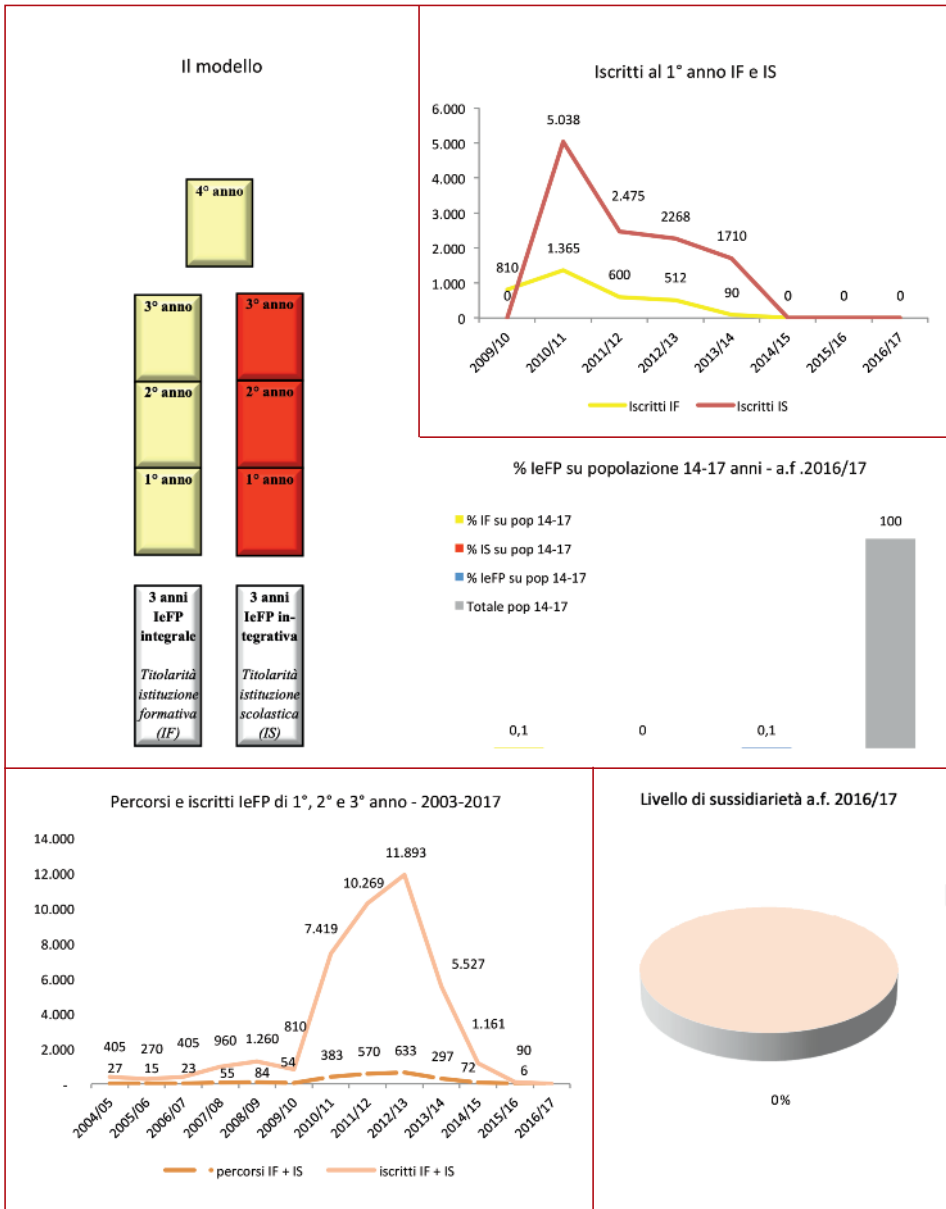 Il modello
4° anno
3° anno
3° anno
2° anno
2° anno
1° anno
1° anno
3 anni
IeFP
integrale
Titolarità
istituzione
formativa
(IF)
3 anni
IeFP in-
tegrativa
Titolarità
istituzione
scolastica
(IS)
Iscritti al 1° anno IF e IS
6.000
5.000
4.000
3.000
2.000
1.000
0
5.038
2.475
2268
1710
810
1.365
600
512
90
0
0
0
0
2009/10
2010/11
2011/12
2012/13
2013/14
2014/15
2015/16
2016/17
Iscritti IF
Iscritti IS
% IeFP su popolazione 14-17 anni - a.f .2016/17
% IF su pop 14-17
% IS su pop 14-17
% IeFP su pop 14-17
Totale pop 14-17
0,1
0
0,1
100
Percorsi e iscritti IeFP di 1°, 2° e 3° anno - 2003-2017
14.000
12.000
10.000
8.000
6.000
4.000
2.000
-
405
270
405
960
1.260
810
7.419
10.269
11.893
5.527
1.161
90
27
15
23
55
84
54
383
570
633
297
72
6
2004/05
2005/06
2006/07
2007/08
2008/09
2009/10
2010/11
2011/12
2012/13
2013/14
2014/15
2015/16
2016/17
percorsi IF + IS
iscritti IF + IS
Livello di sussidiarietà a.f. 2016/17
0%